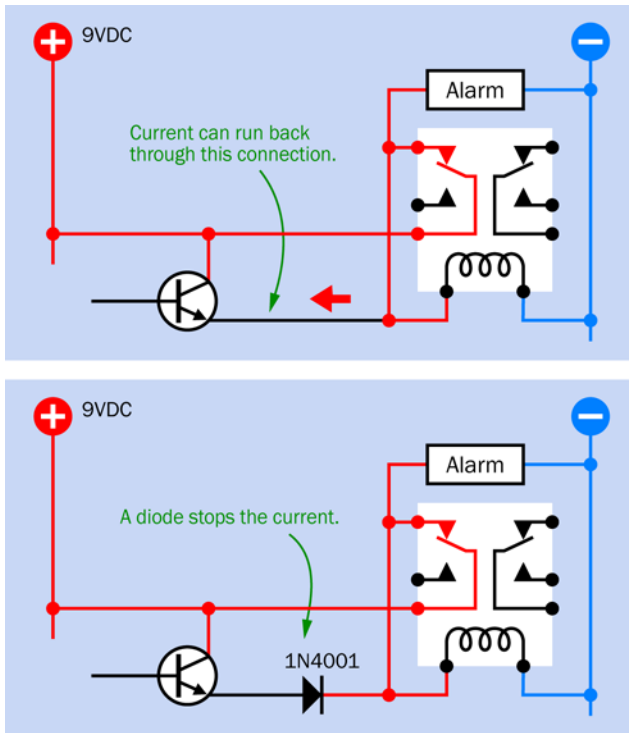 9VDC
Alarm
Current can run back
through this connection.
9VDC
Alarm
A diode stops the current.
1N4001